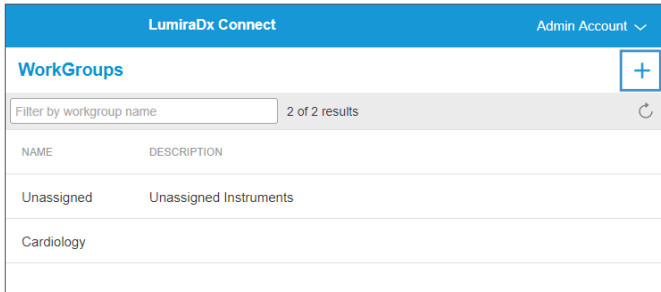 LumiraDx Connect Admin Account
WorkGroups +
Filter by workgroup name 2 of 2 results
NAME DESCRIPTION
Unassigned Unassigned Instruments
Cardiology